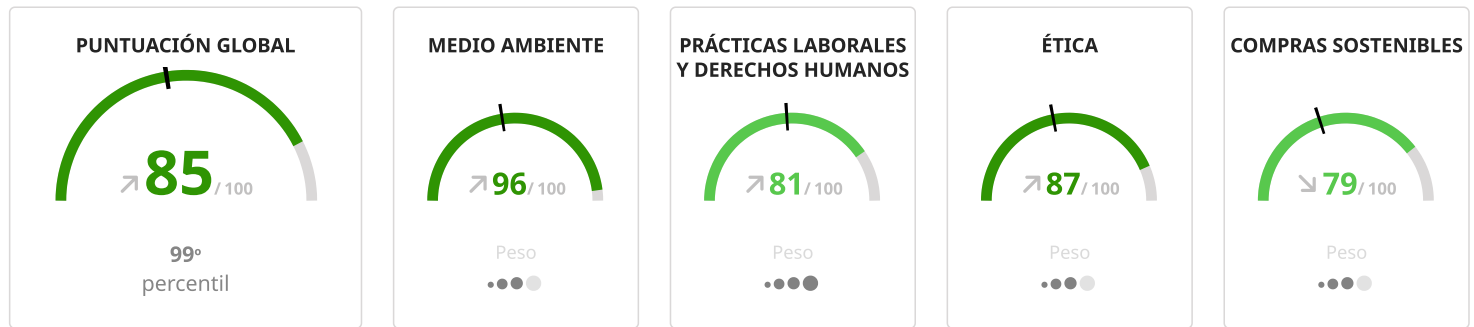 PUNTUACIÓN GLOBAL
85 / 100
99º
percentil
MEDIO AMBIENTE
96 / 100
Peso
PRÁCTICAS LABORALES
Y DERECHOS HUMANOS
81 / 100
Peso
ÉTICA
87 / 100
Peso
COMPRAS SOSTENIBLES
79 / 100
Peso